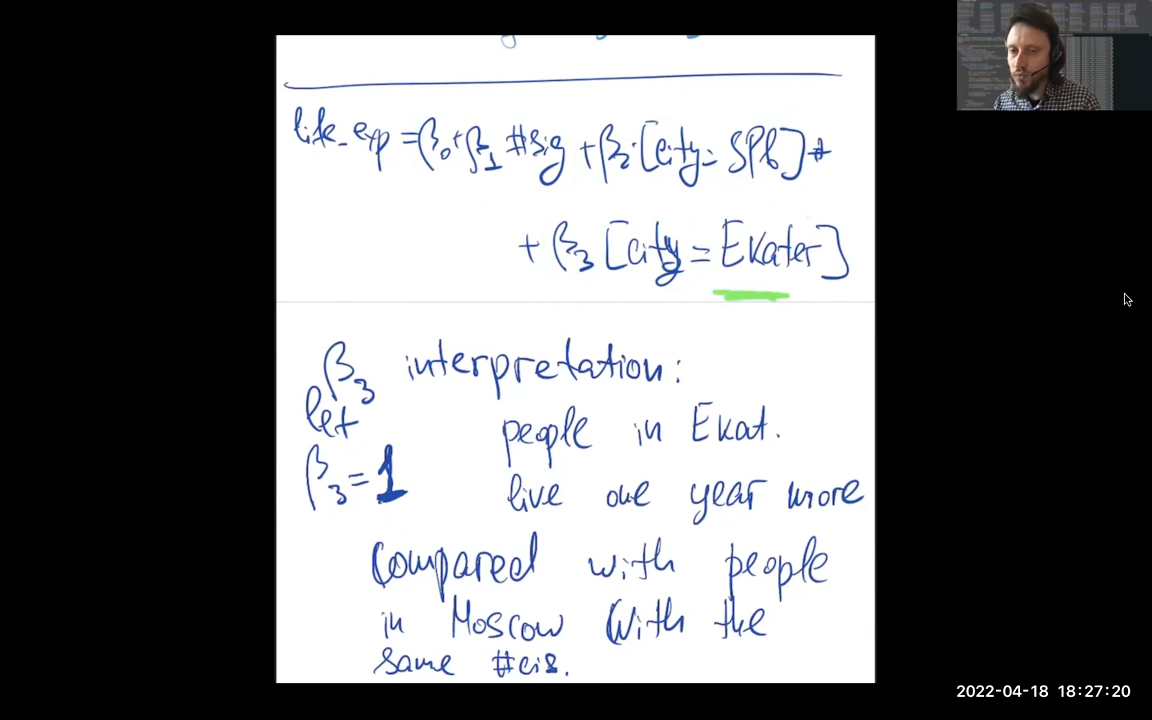 life_exp = β₀ + β₁ #sig + β₂ · [city = SPb] +
+ β₃ [city = Ekater]
β₃ interpretation:
let
people in Ekat.
β₃ = 1
live one year more
compared with people
in Moscow with the
same #cig.
2022-04-18 18:27:20